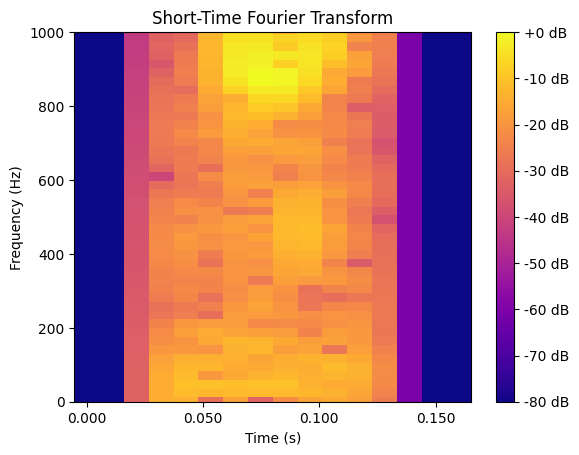 Short-Time Fourier Transform
1000
800
600
400
200
0
Frequency (Hz)
0.000
0.050
0.100
0.150
Time (s)
+0 dB
-10 dB
-20 dB
-30 dB
-40 dB
-50 dB
-60 dB
-70 dB
-80 dB